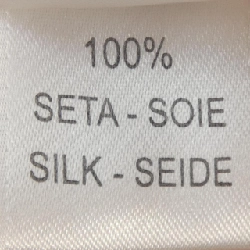 100%
SETA - SOIE
SILK - SEIDE